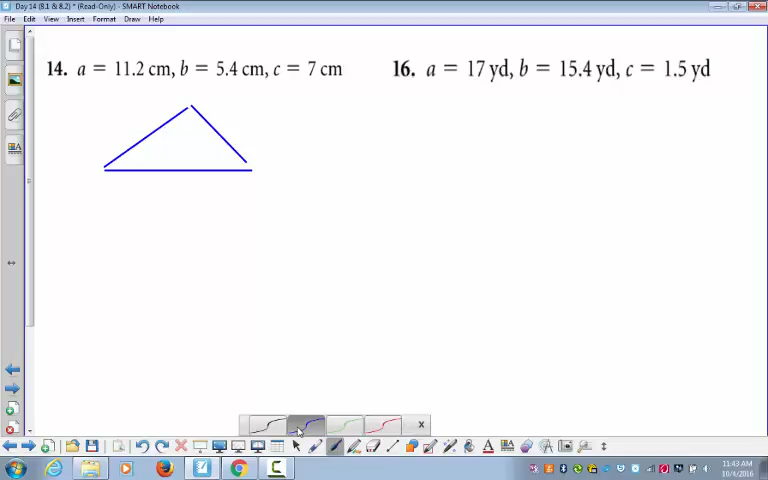 Day 14 (8.1 & 8.2) * (Read-Only) - SMART Notebook
File Edit View Insert Format Draw Help
14. a = 11.2 cm, b = 5.4 cm, c = 7 cm
16. a = 17 yd, b = 15.4 yd, c = 1.5 yd
x
A
11:43 AM
10/4/2016